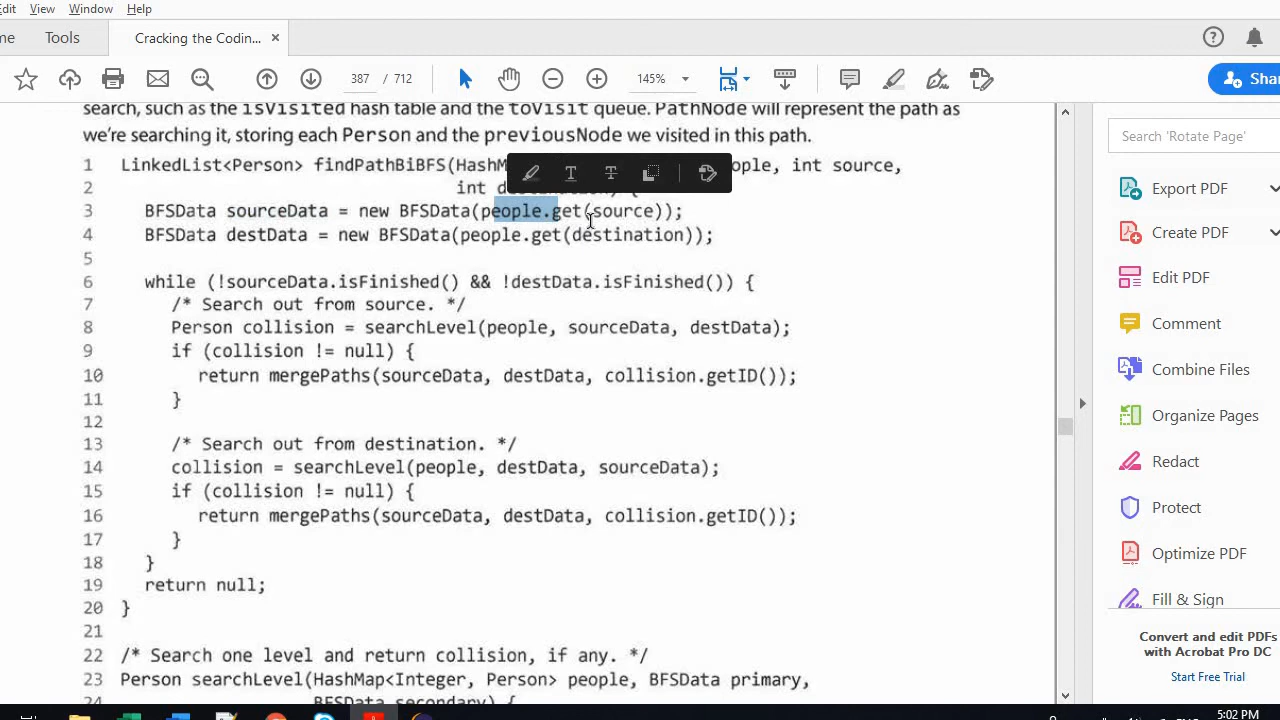 Edit View Window Help
Tools Cracking the Codin... ×
387 / 712 145%
search, such as the isVisited hash table and the toVisit queue. PathNode will represent the path as
we're searching it, storing each Person and the previousNode we visited in this path.
1 LinkedList<Person> findPathBiBFS( ople, int source,
2 int
3 BFSData sourceData = new BFSData(people.get(source));
4 BFSData destData = new BFSData(people.get(destination));
5
6 while (!sourceData.isFinished() && !destData.isFinished()) {
7 /* Search out from source. */
8 Person collision = searchLevel(people, sourceData, destData);
9 if (collision != null) {
10 return mergePaths(sourceData, destData, collision.getID());
11 }
12
13 /* Search out from destination. */
14 collision = searchLevel(people, destData, sourceData);
15 if (collision != null) {
16 return mergePaths(sourceData, destData, collision.getID());
17 }
18 }
19 return null;
20 }
21
22 /* Search one level and return collision, if any. */
23 Person searchLevel(HashMap<Integer, Person> people, BFSData primary,
24 BFSData secondary) {
Search 'Rotate Page'
Export PDF
Create PDF
Edit PDF
Comment
Combine Files
Organize Pages
Redact
Protect
Optimize PDF
Fill & Sign
Convert and edit PDFs
with Acrobat Pro DC
Start Free Trial
5:02 PM